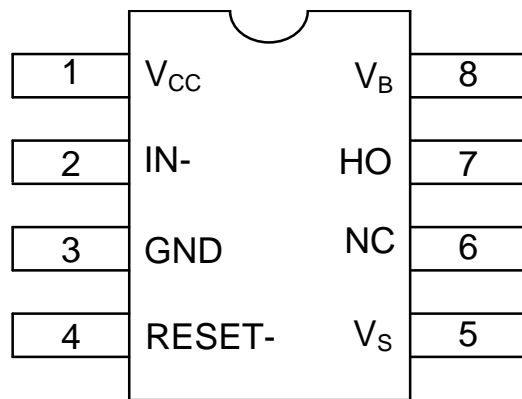 1 VCC VB 8
2 IN- HO 7
3 GND NC 6
4 RESET- VS 5